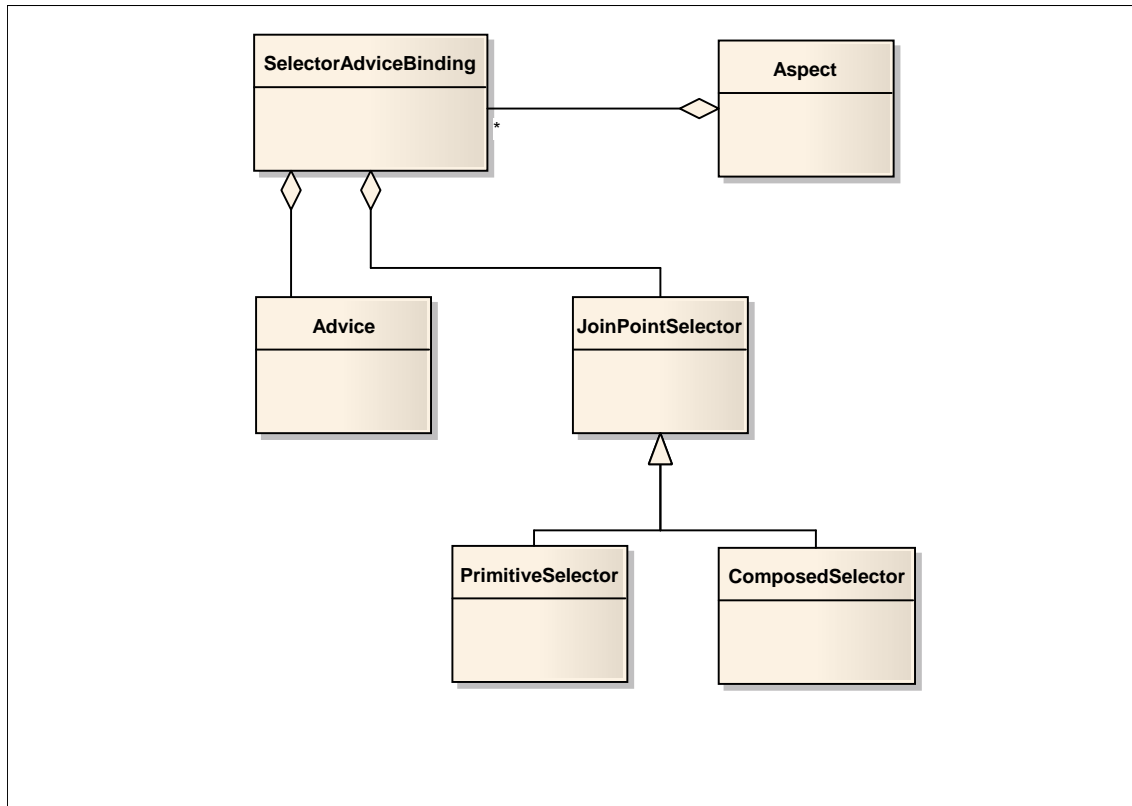 SelectorAdviceBinding
Aspect
*
Advice
JoinPointSelector
PrimitiveSelector
ComposedSelector